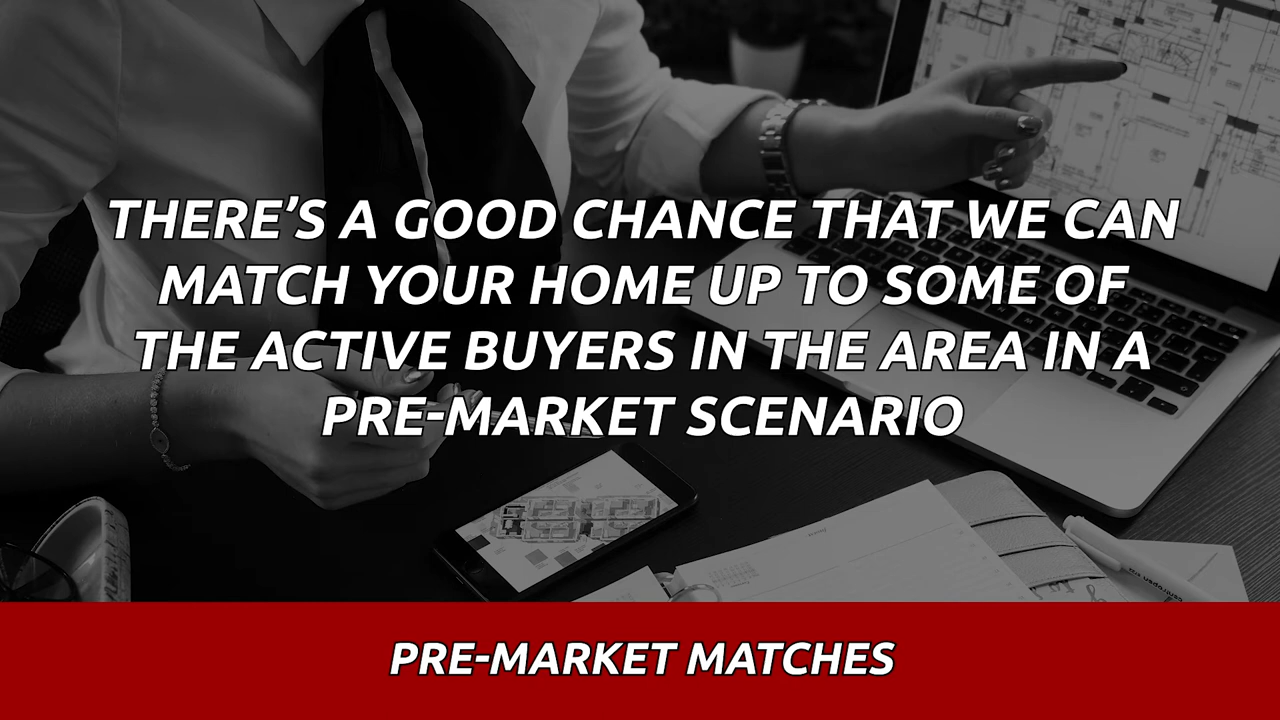 THERE'S A GOOD CHANCE THAT WE CAN
MATCH YOUR HOME UP TO SOME OF
THE ACTIVE BUYERS IN THE AREA IN A
PRE-MARKET SCENARIO
PRE-MARKET MATCHES